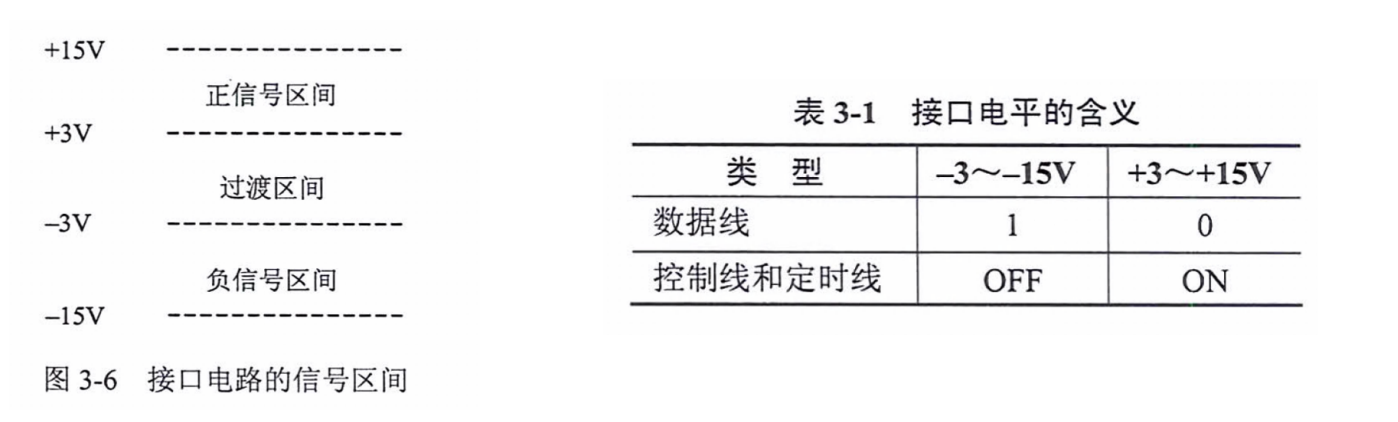 +15V
正信号区间
+3V
过渡区间
–3V
负信号区间
–15V
图 3-6 接口电路的信号区间
表 3-1 接口电平的含义
类 型 –3～–15V +3～+15V
数据线 1 0
控制线和定时线 OFF ON